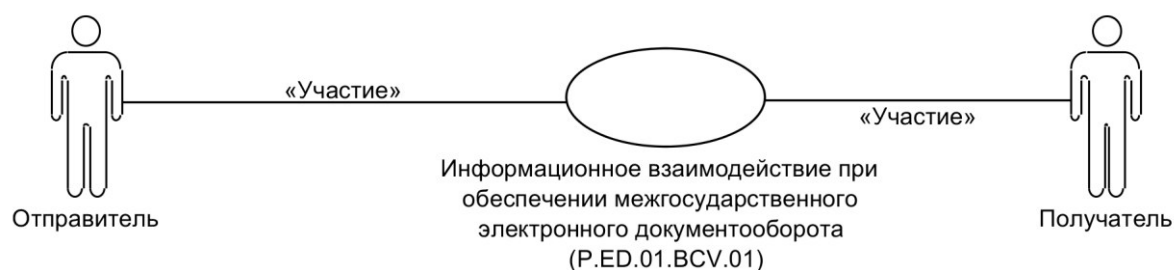 «Участие»
«Участие»
Информационное взаимодействие при
обеспечении межгосударственного
электронного документооборота
(P.ED.01.BCV.01)
Отправитель
Получатель